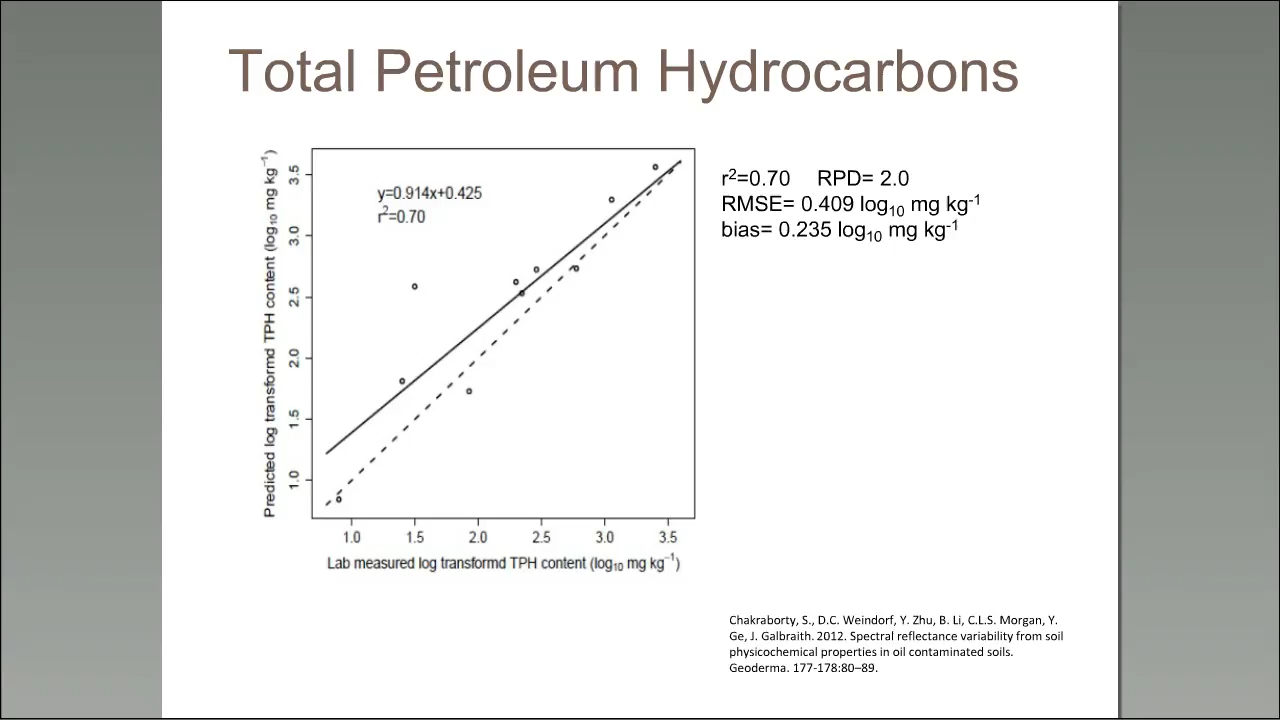 Total Petroleum Hydrocarbons
y=0.914x+0.425
r²=0.70
Predicted log transformd TPH content (log₁₀ mg kg⁻¹)
3.5
3.0
2.5
2.0
1.5
1.0
1.0 1.5 2.0 2.5 3.0 3.5
Lab measured log transformd TPH content (log₁₀ mg kg⁻¹)
r²=0.70 RPD= 2.0
RMSE= 0.409 log₁₀ mg kg⁻¹
bias= 0.235 log₁₀ mg kg⁻¹
Chakraborty, S., D.C. Weindorf, Y. Zhu, B. Li, C.L.S. Morgan, Y.
Ge, J. Galbraith. 2012. Spectral reflectance variability from soil
physicochemical properties in oil contaminated soils.
Geoderma. 177-178:80–89.